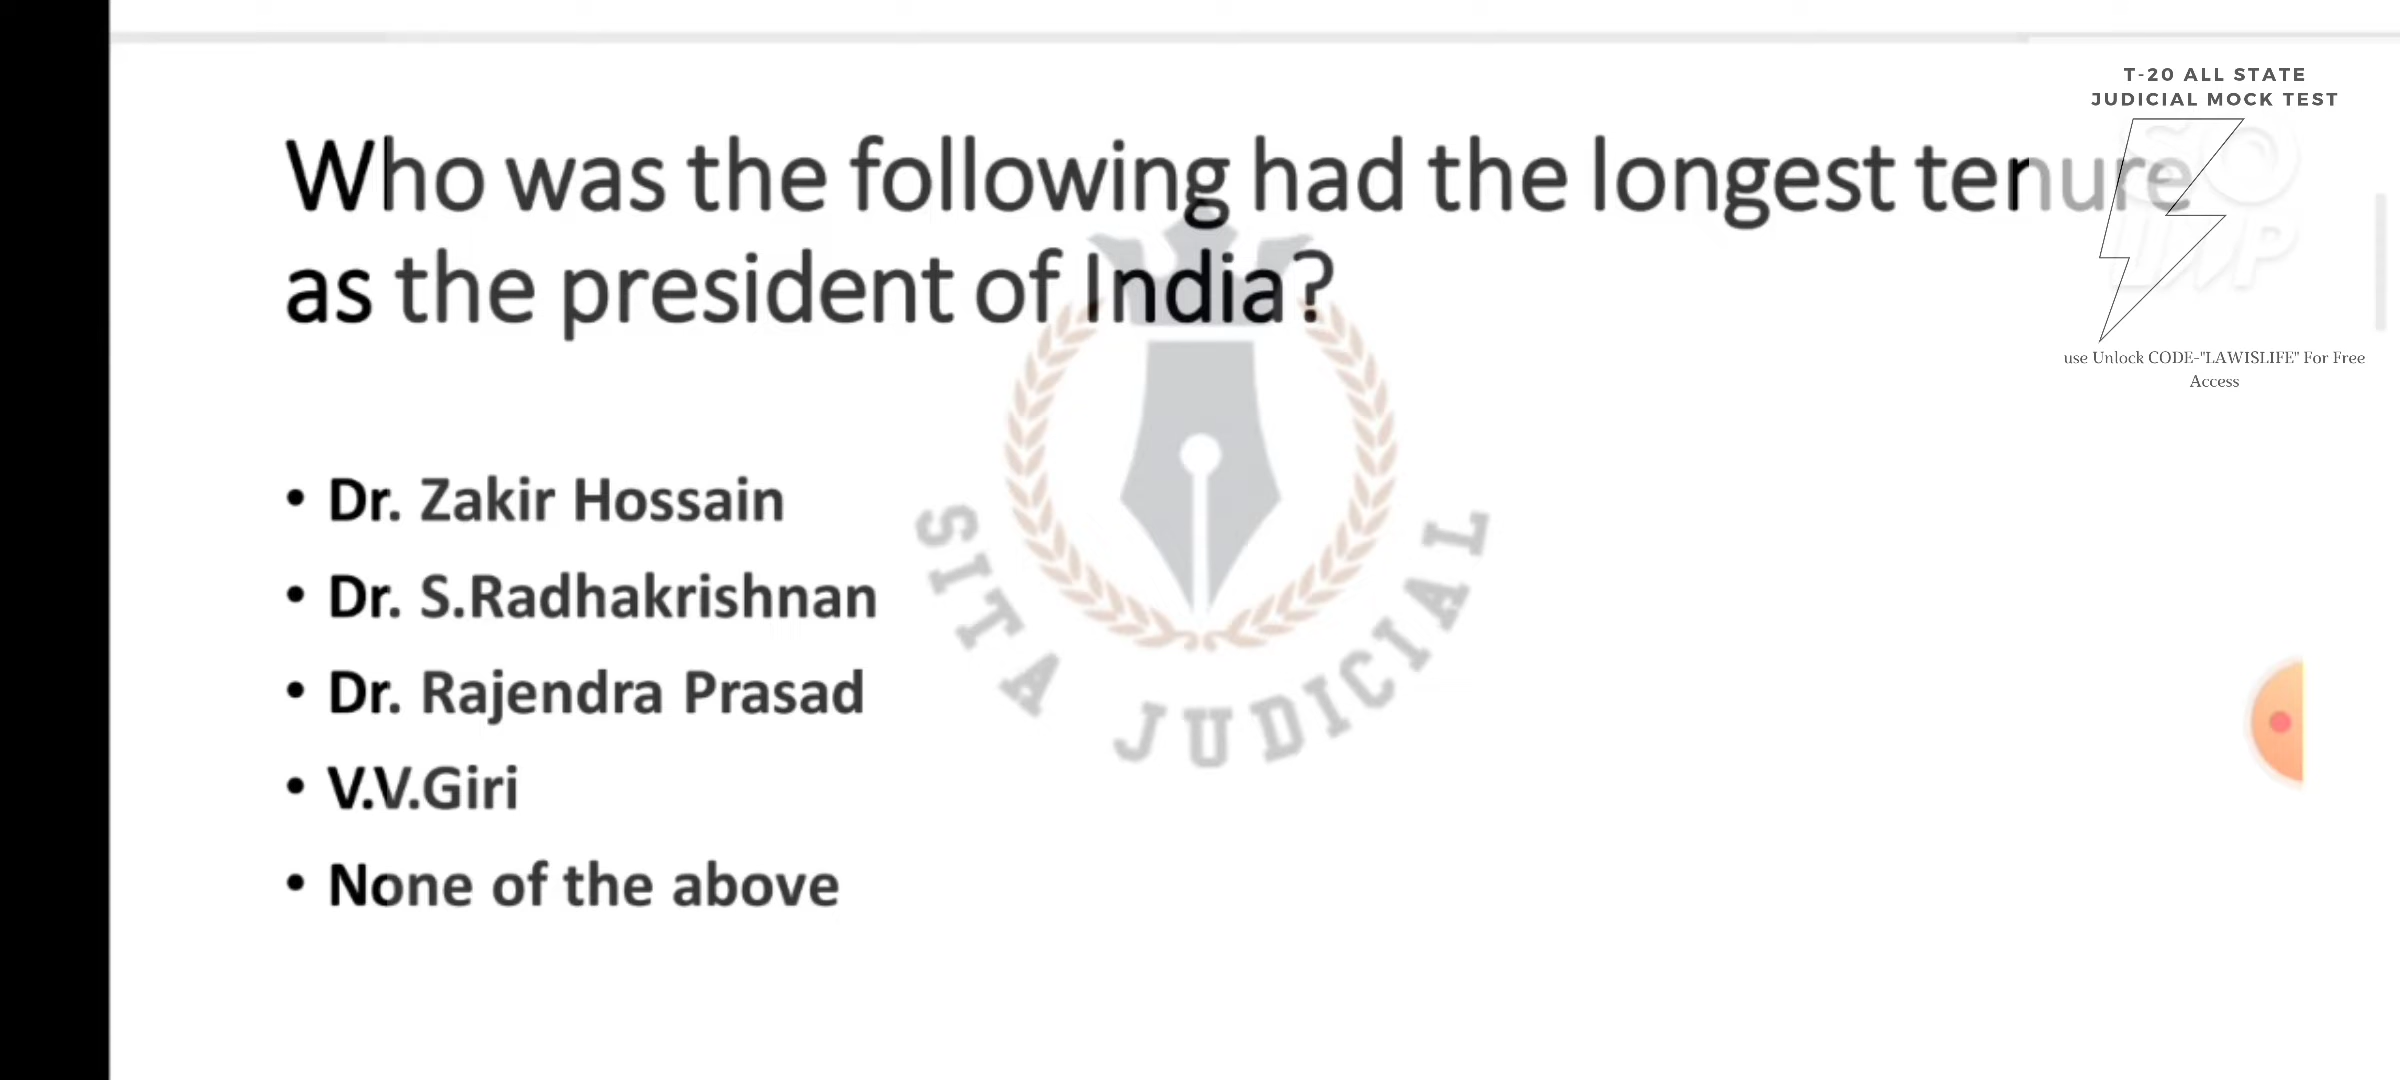 T-20 ALL STATE
JUDICIAL MOCK TEST
Who was the following had the longest tenure
as the president of India?
use Unlock CODE-"LAWISLIFE" For Free
Access
• Dr. Zakir Hossain
• Dr. S.Radhakrishnan
• Dr. Rajendra Prasad
• V.V.Giri
• None of the above
SITA JUDICIAL